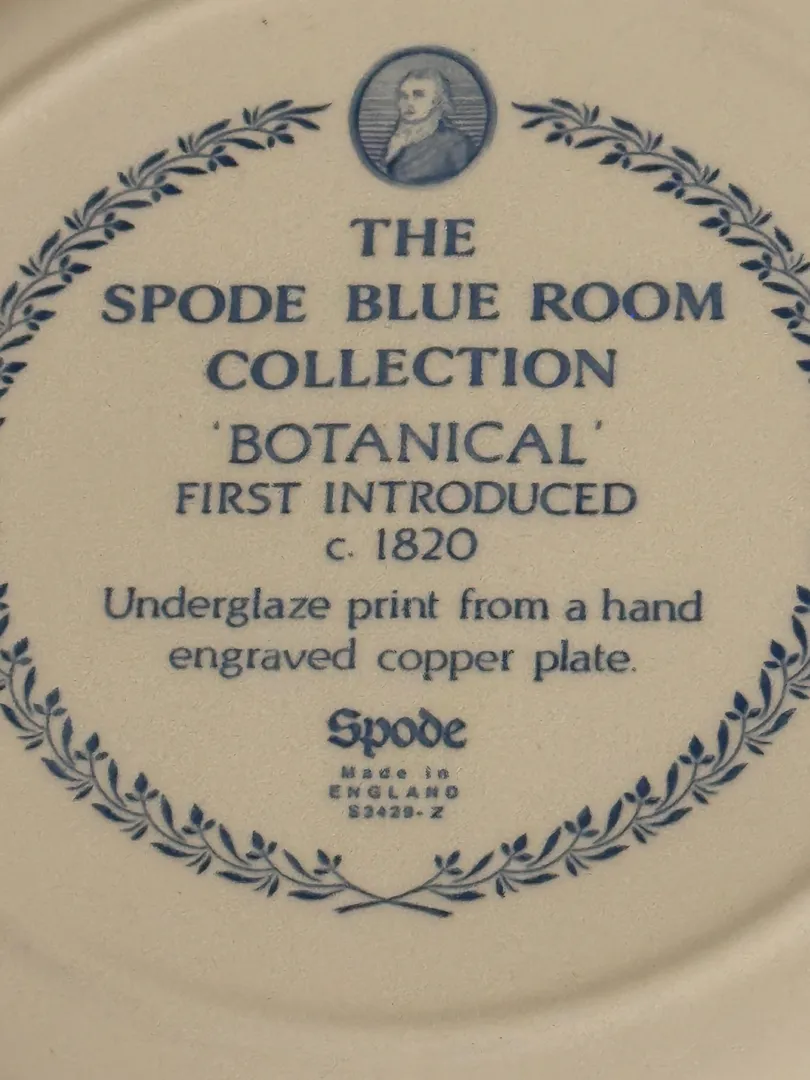 THE
SPODE BLUE ROOM
COLLECTION
'BOTANICAL'
FIRST INTRODUCED
c. 1820
Underglaze print from a hand
engraved copper plate.
Spode
Made in
ENGLAND
S3429-Z